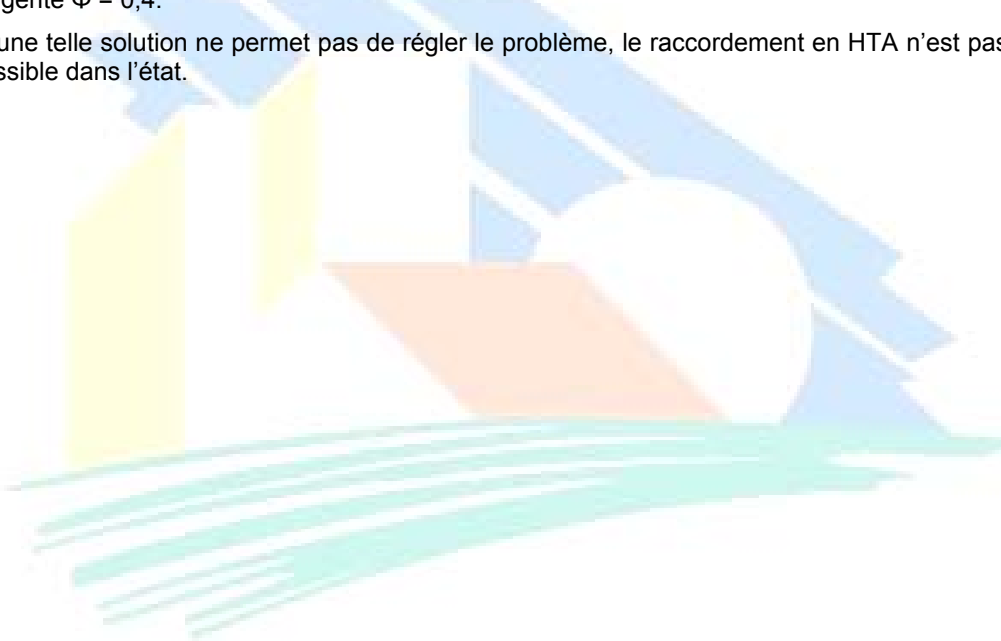 gente Φ = 0,4.
une telle solution ne permet pas de régler le problème, le raccordement en HTA n’est pas
ssible dans l’état.